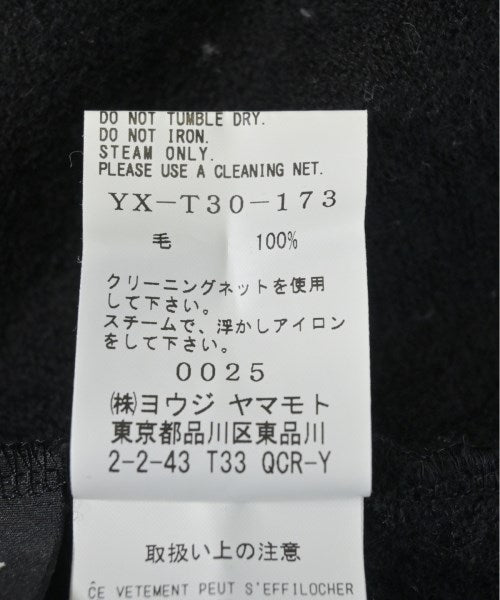 DO NOT TUMBLE DRY.
DO NOT IRON.
STEAM ONLY.
PLEASE USE A CLEANING NET.
YX-T30-173
毛 100%
クリーニングネットを使用
して下さい。
スチームで、浮かしアイロン
をして下さい。
0025
㈱ヨウジ ヤマモト
東京都品川区東品川
2-2-43 T33 QCR-Y
取扱い上の注意
CE VETEMENT PEUT S'EFFILOCHER